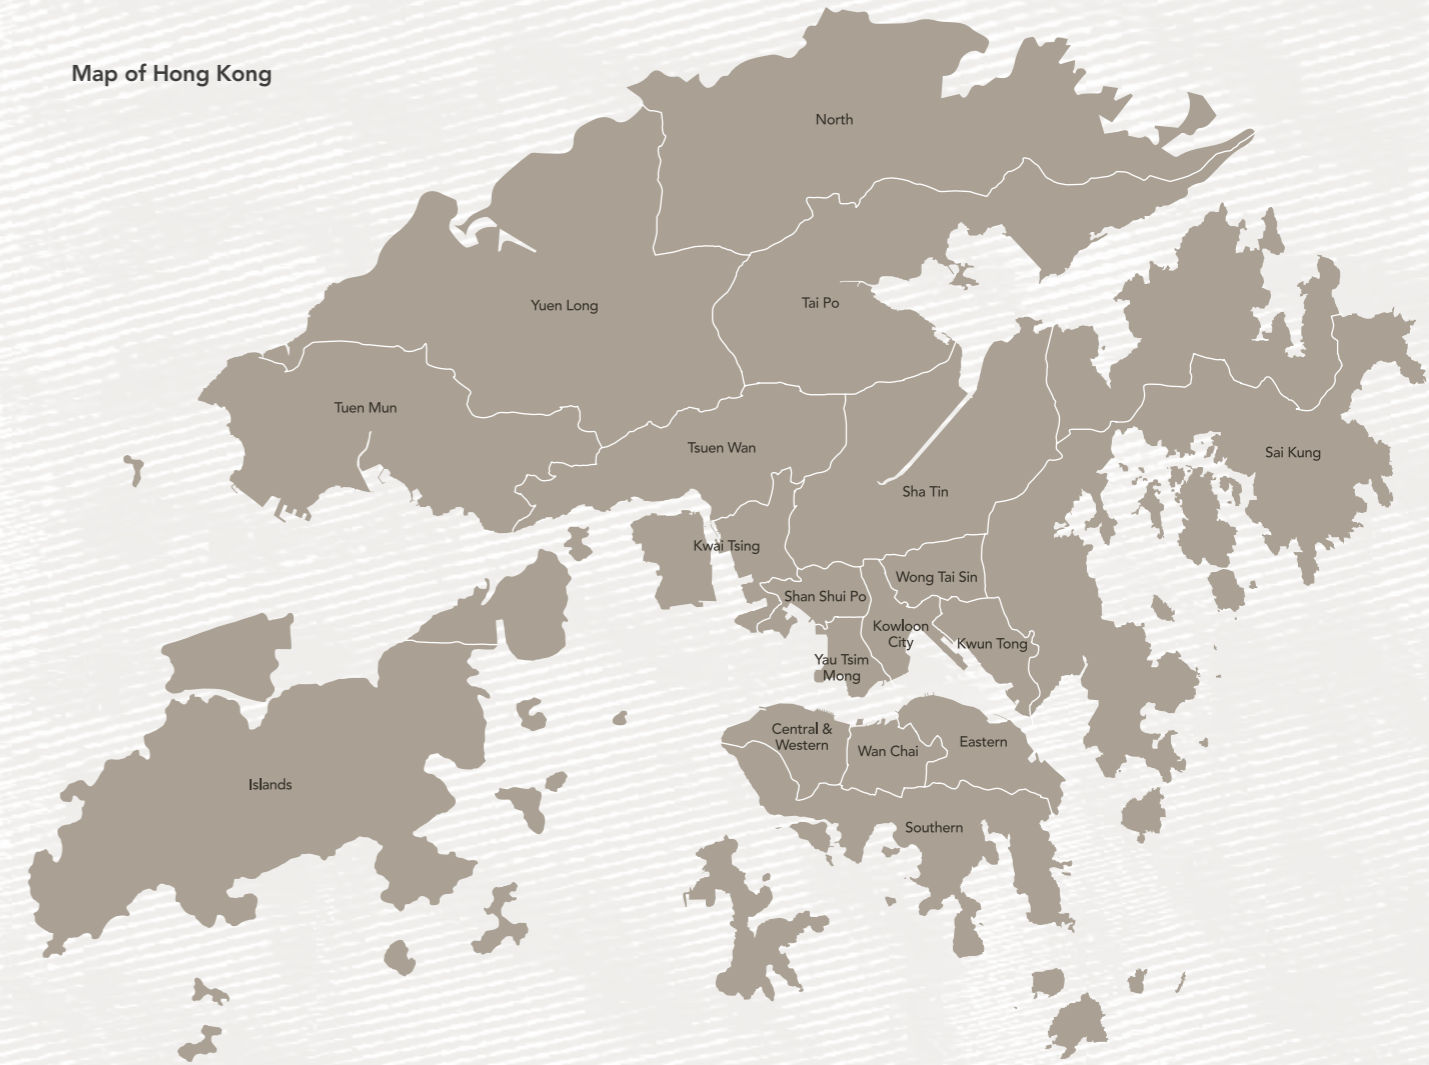 Map of Hong Kong
North
Yuen Long
Tai Po
Tuen Mun
Tsuen Wan
Sai Kung
Sha Tin
Kwai Tsing
Wong Tai Sin
Shan Shui Po
Kowloon
City
Kwun Tong
Yau Tsim
Mong
Central &
Western
Wan Chai
Eastern
Islands
Southern